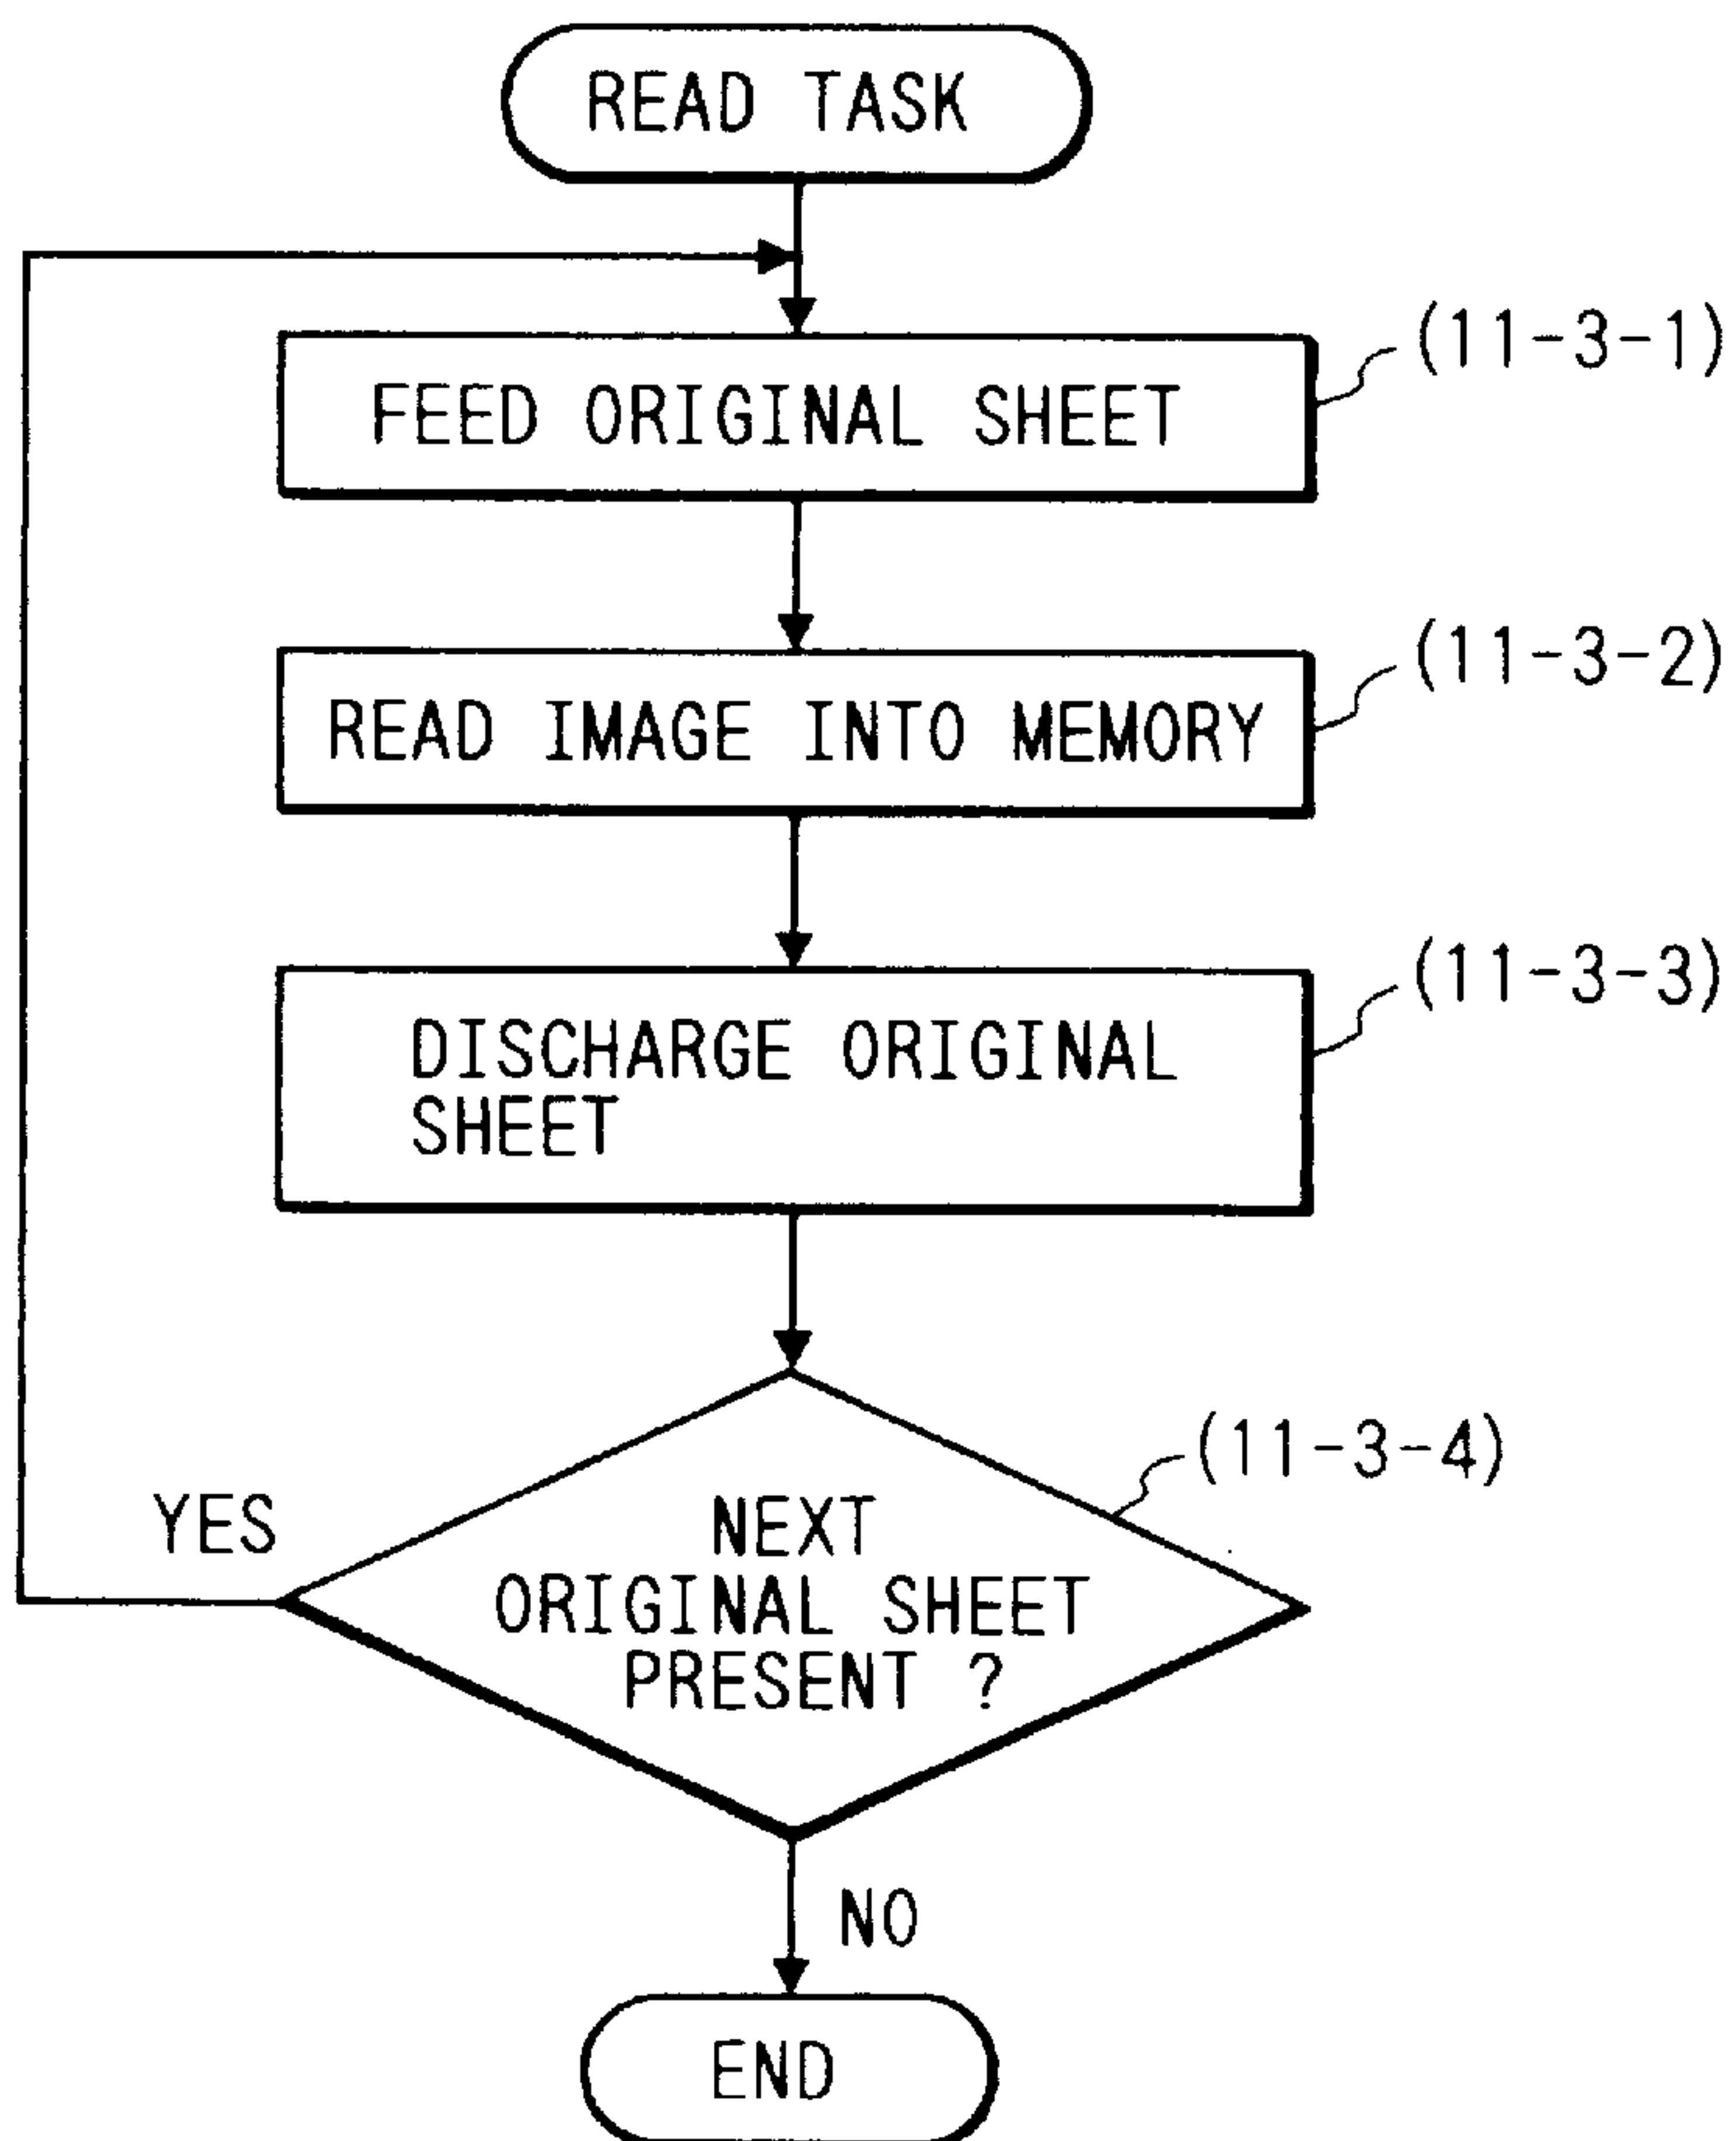 READ TASK
FEED ORIGINAL SHEET
(11-3-1)
READ IMAGE INTO MEMORY
(11-3-2)
DISCHARGE ORIGINAL
SHEET
(11-3-3)
NEXT
ORIGINAL SHEET
PRESENT ?
(11-3-4)
YES
NO
END